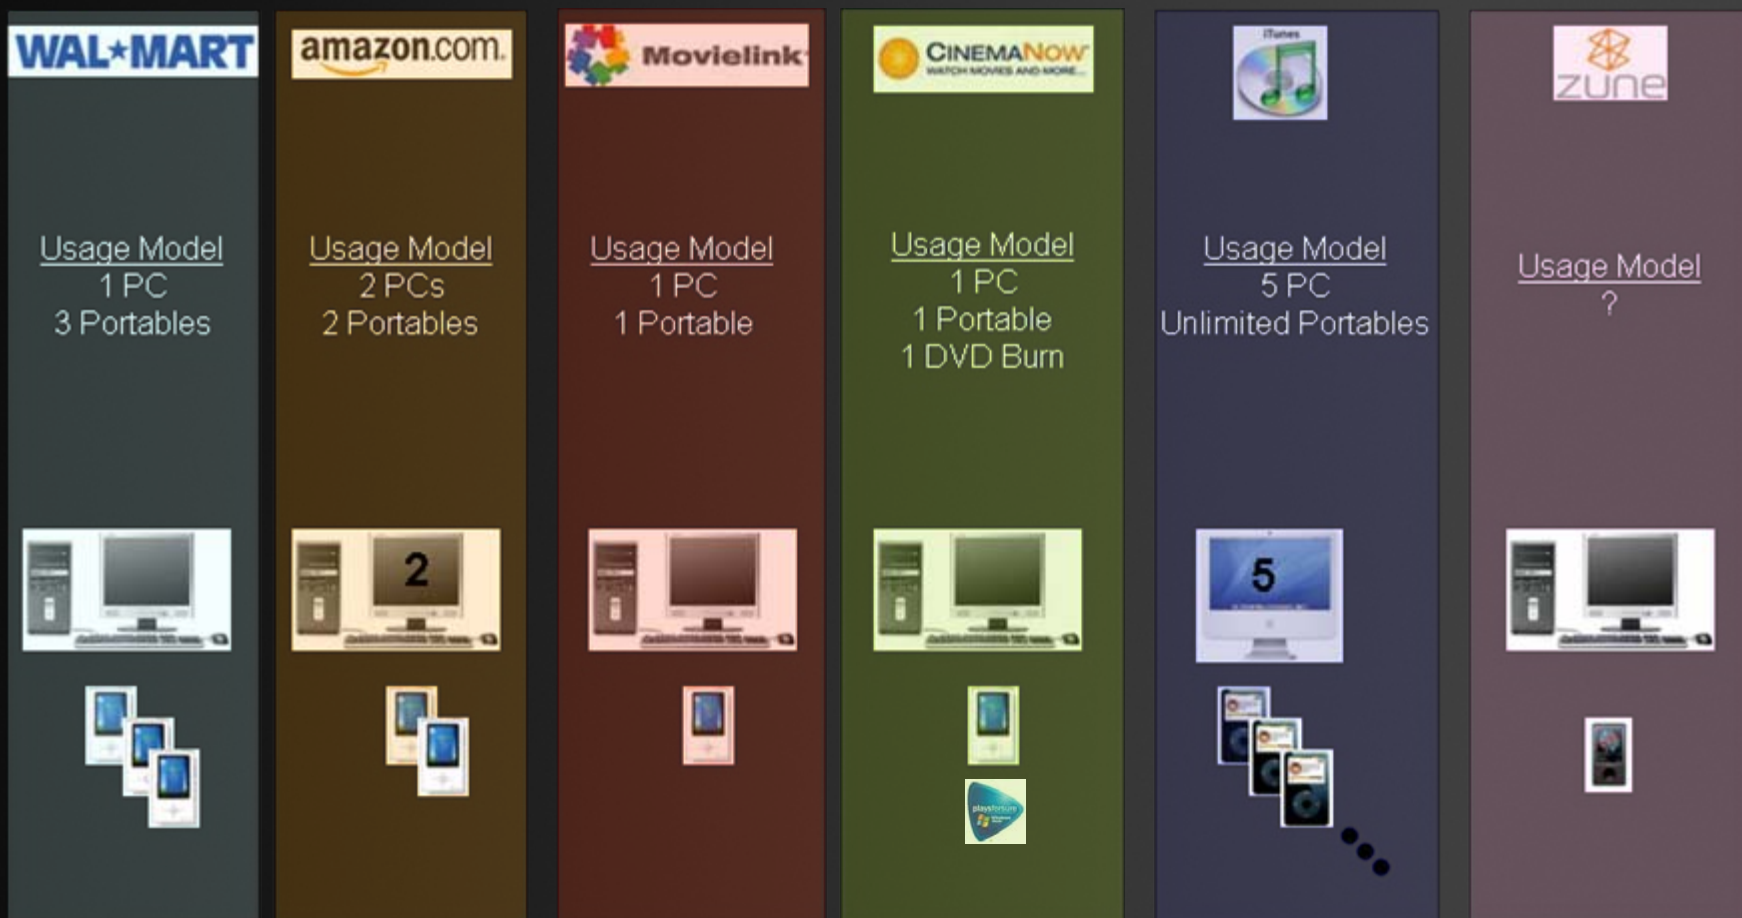 WAL★MART
Usage Model
1 PC
3 Portables
amazon.com.
Usage Model
2 PCs
2 Portables
2
Movielink
Usage Model
1 PC
1 Portable
CINEMANOW
WATCH MOVIES AND MORE...
Usage Model
1 PC
1 Portable
1 DVD Burn
playsforsure
iTunes
Usage Model
5 PC
Unlimited Portables
5
zune
Usage Model
?